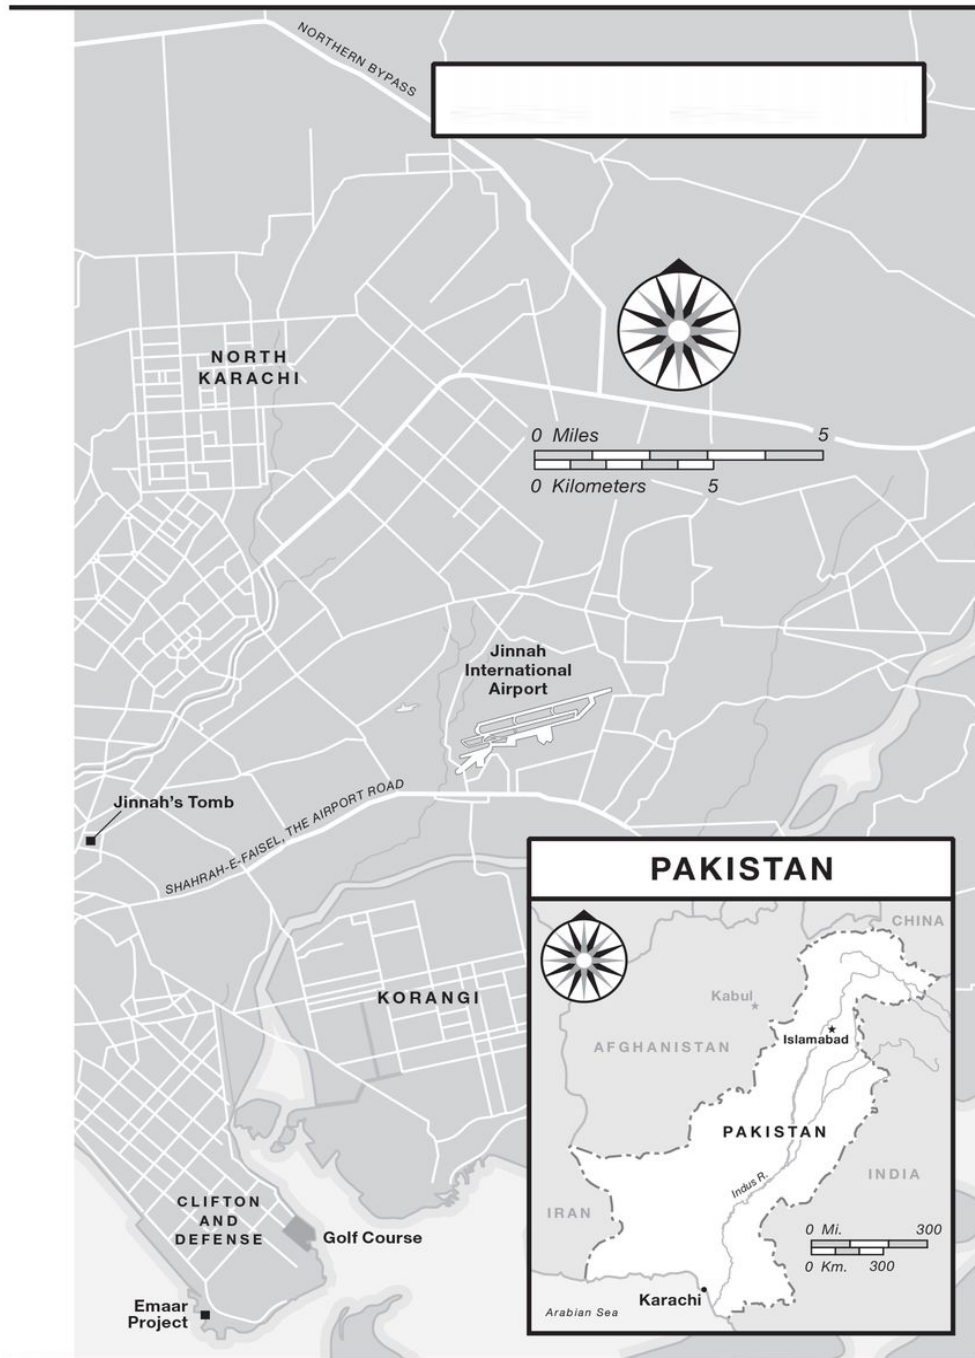 NORTHERN BYPASS
NORTH
KARACHI
0 Miles 5
0 Kilometers 5
Jinnah
International
Airport
Jinnah's Tomb
SHAHRAH-E-FAISEL, THE AIRPORT ROAD
KORANGI
CLIFTON
AND
DEFENSE
Golf Course
Emaar
Project
PAKISTAN
CHINA
Kabul
Islamabad
AFGHANISTAN
PAKISTAN
INDIA
Indus R.
IRAN
0 Mi. 300
0 Km. 300
Karachi
Arabian Sea